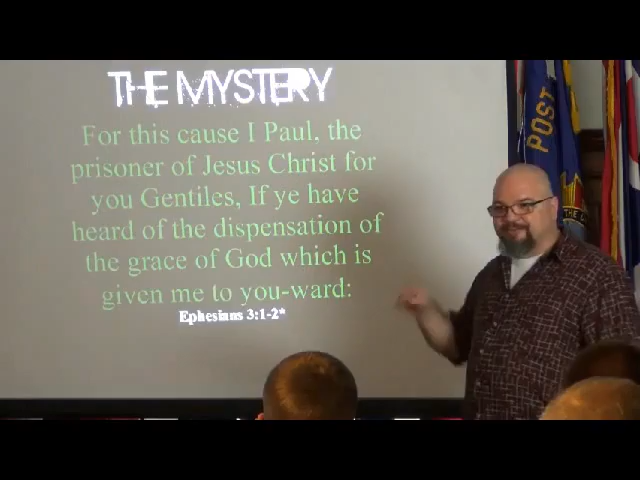 THE MYSTERY
For this cause I Paul, the
prisoner of Jesus Christ for
you Gentiles, If ye have
heard of the dispensation of
the grace of God which is
given me to you-ward:
Ephesians 3:1-2*
POST
THE